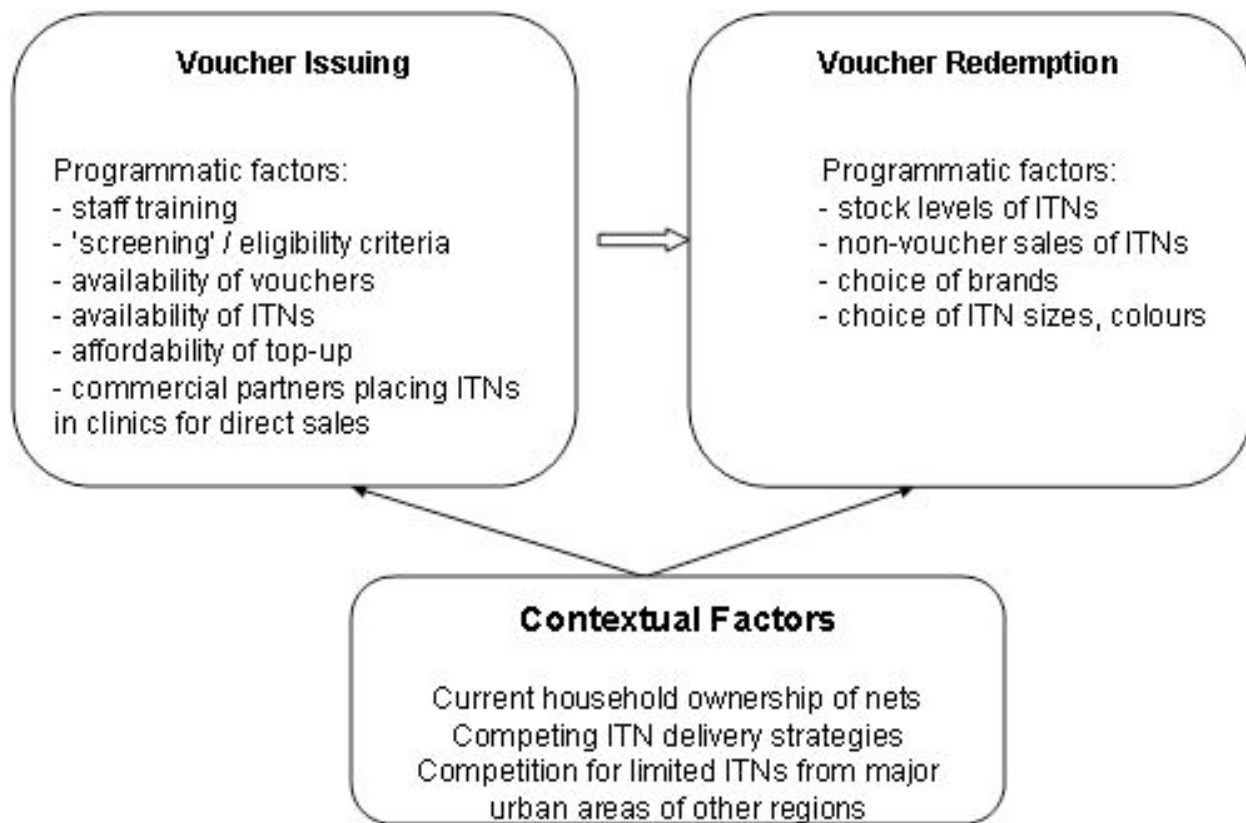 Voucher Issuing
Programmatic factors:
- staff training
- 'screening' / eligibility criteria
- availability of vouchers
- availability of ITNs
- affordability of top-up
- commercial partners placing ITNs
in clinics for direct sales
Voucher Redemption
Programmatic factors:
- stock levels of ITNs
- non-voucher sales of ITNs
- choice of brands
- choice of ITN sizes, colours
Contextual Factors
Current household ownership of nets
Competing ITN delivery strategies
Competition for limited ITNs from major
urban areas of other regions